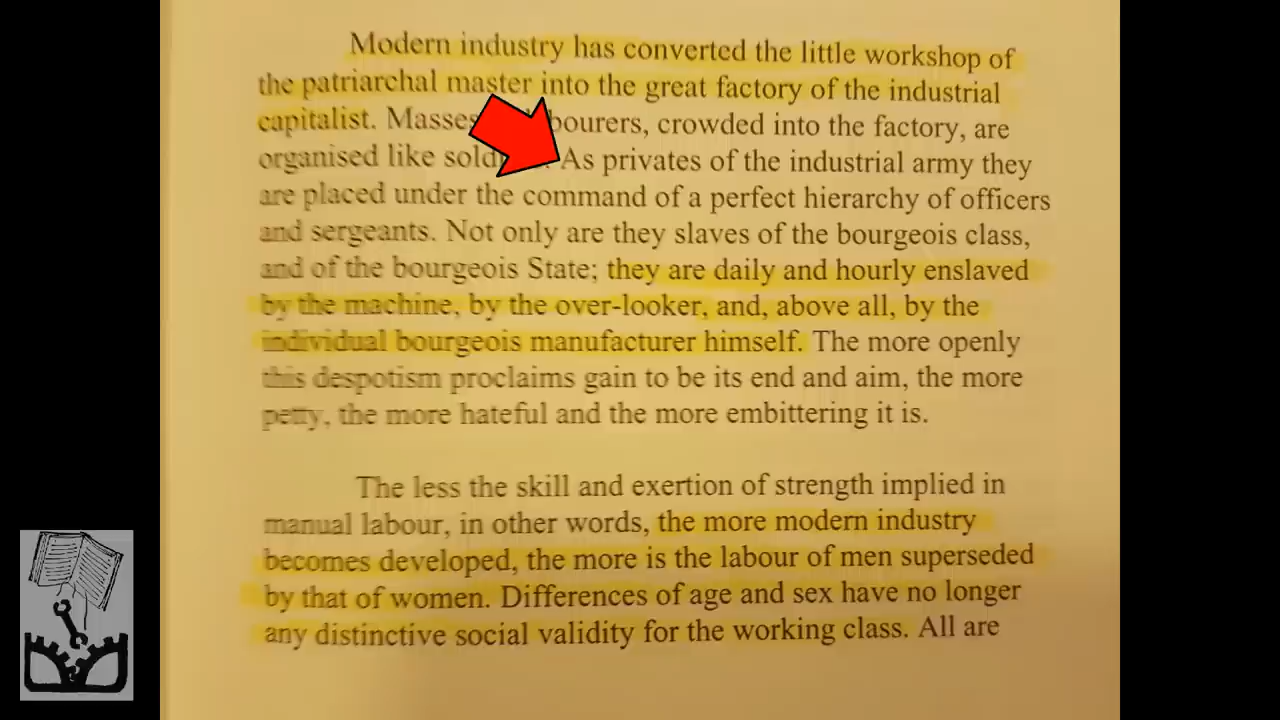 Modern industry has converted the little workshop of
the patriarchal master into the great factory of the industrial
capitalist. Masses bourers, crowded into the factory, are
organised like sold As privates of the industrial army they
are placed under the command of a perfect hierarchy of officers
and sergeants. Not only are they slaves of the bourgeois class,
and of the bourgeois State; they are daily and hourly enslaved
by the machine, by the over-looker, and, above all, by the
individual bourgeois manufacturer himself. The more openly
this despotism proclaims gain to be its end and aim, the more
petty, the more hateful and the more embittering it is.
The less the skill and exertion of strength implied in
manual labour, in other words, the more modern industry
becomes developed, the more is the labour of men superseded
by that of women. Differences of age and sex have no longer
any distinctive social validity for the working class. All are